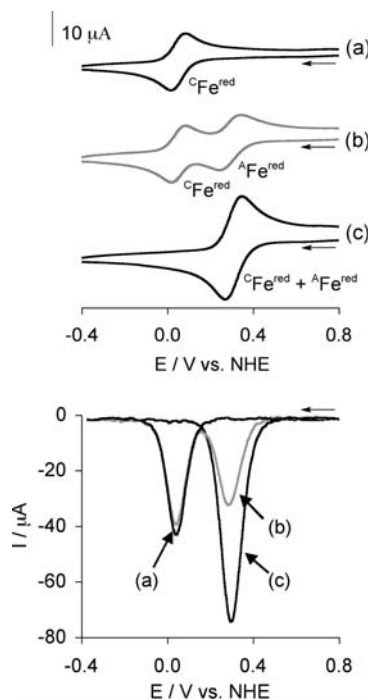 10 μA
(a)
ᶜFeʳᵉᵈ
(b)
ᶜFeʳᵉᵈ ᴬFeʳᵉᵈ
(c)
ᶜFeʳᵉᵈ + ᴬFeʳᵉᵈ
-0.4 0.0 0.4 0.8
E / V vs. NHE
0
-20
-40
-60
-80
I / μA
(a)
(b)
(c)
-0.4 0.0 0.4 0.8
E / V vs. NHE